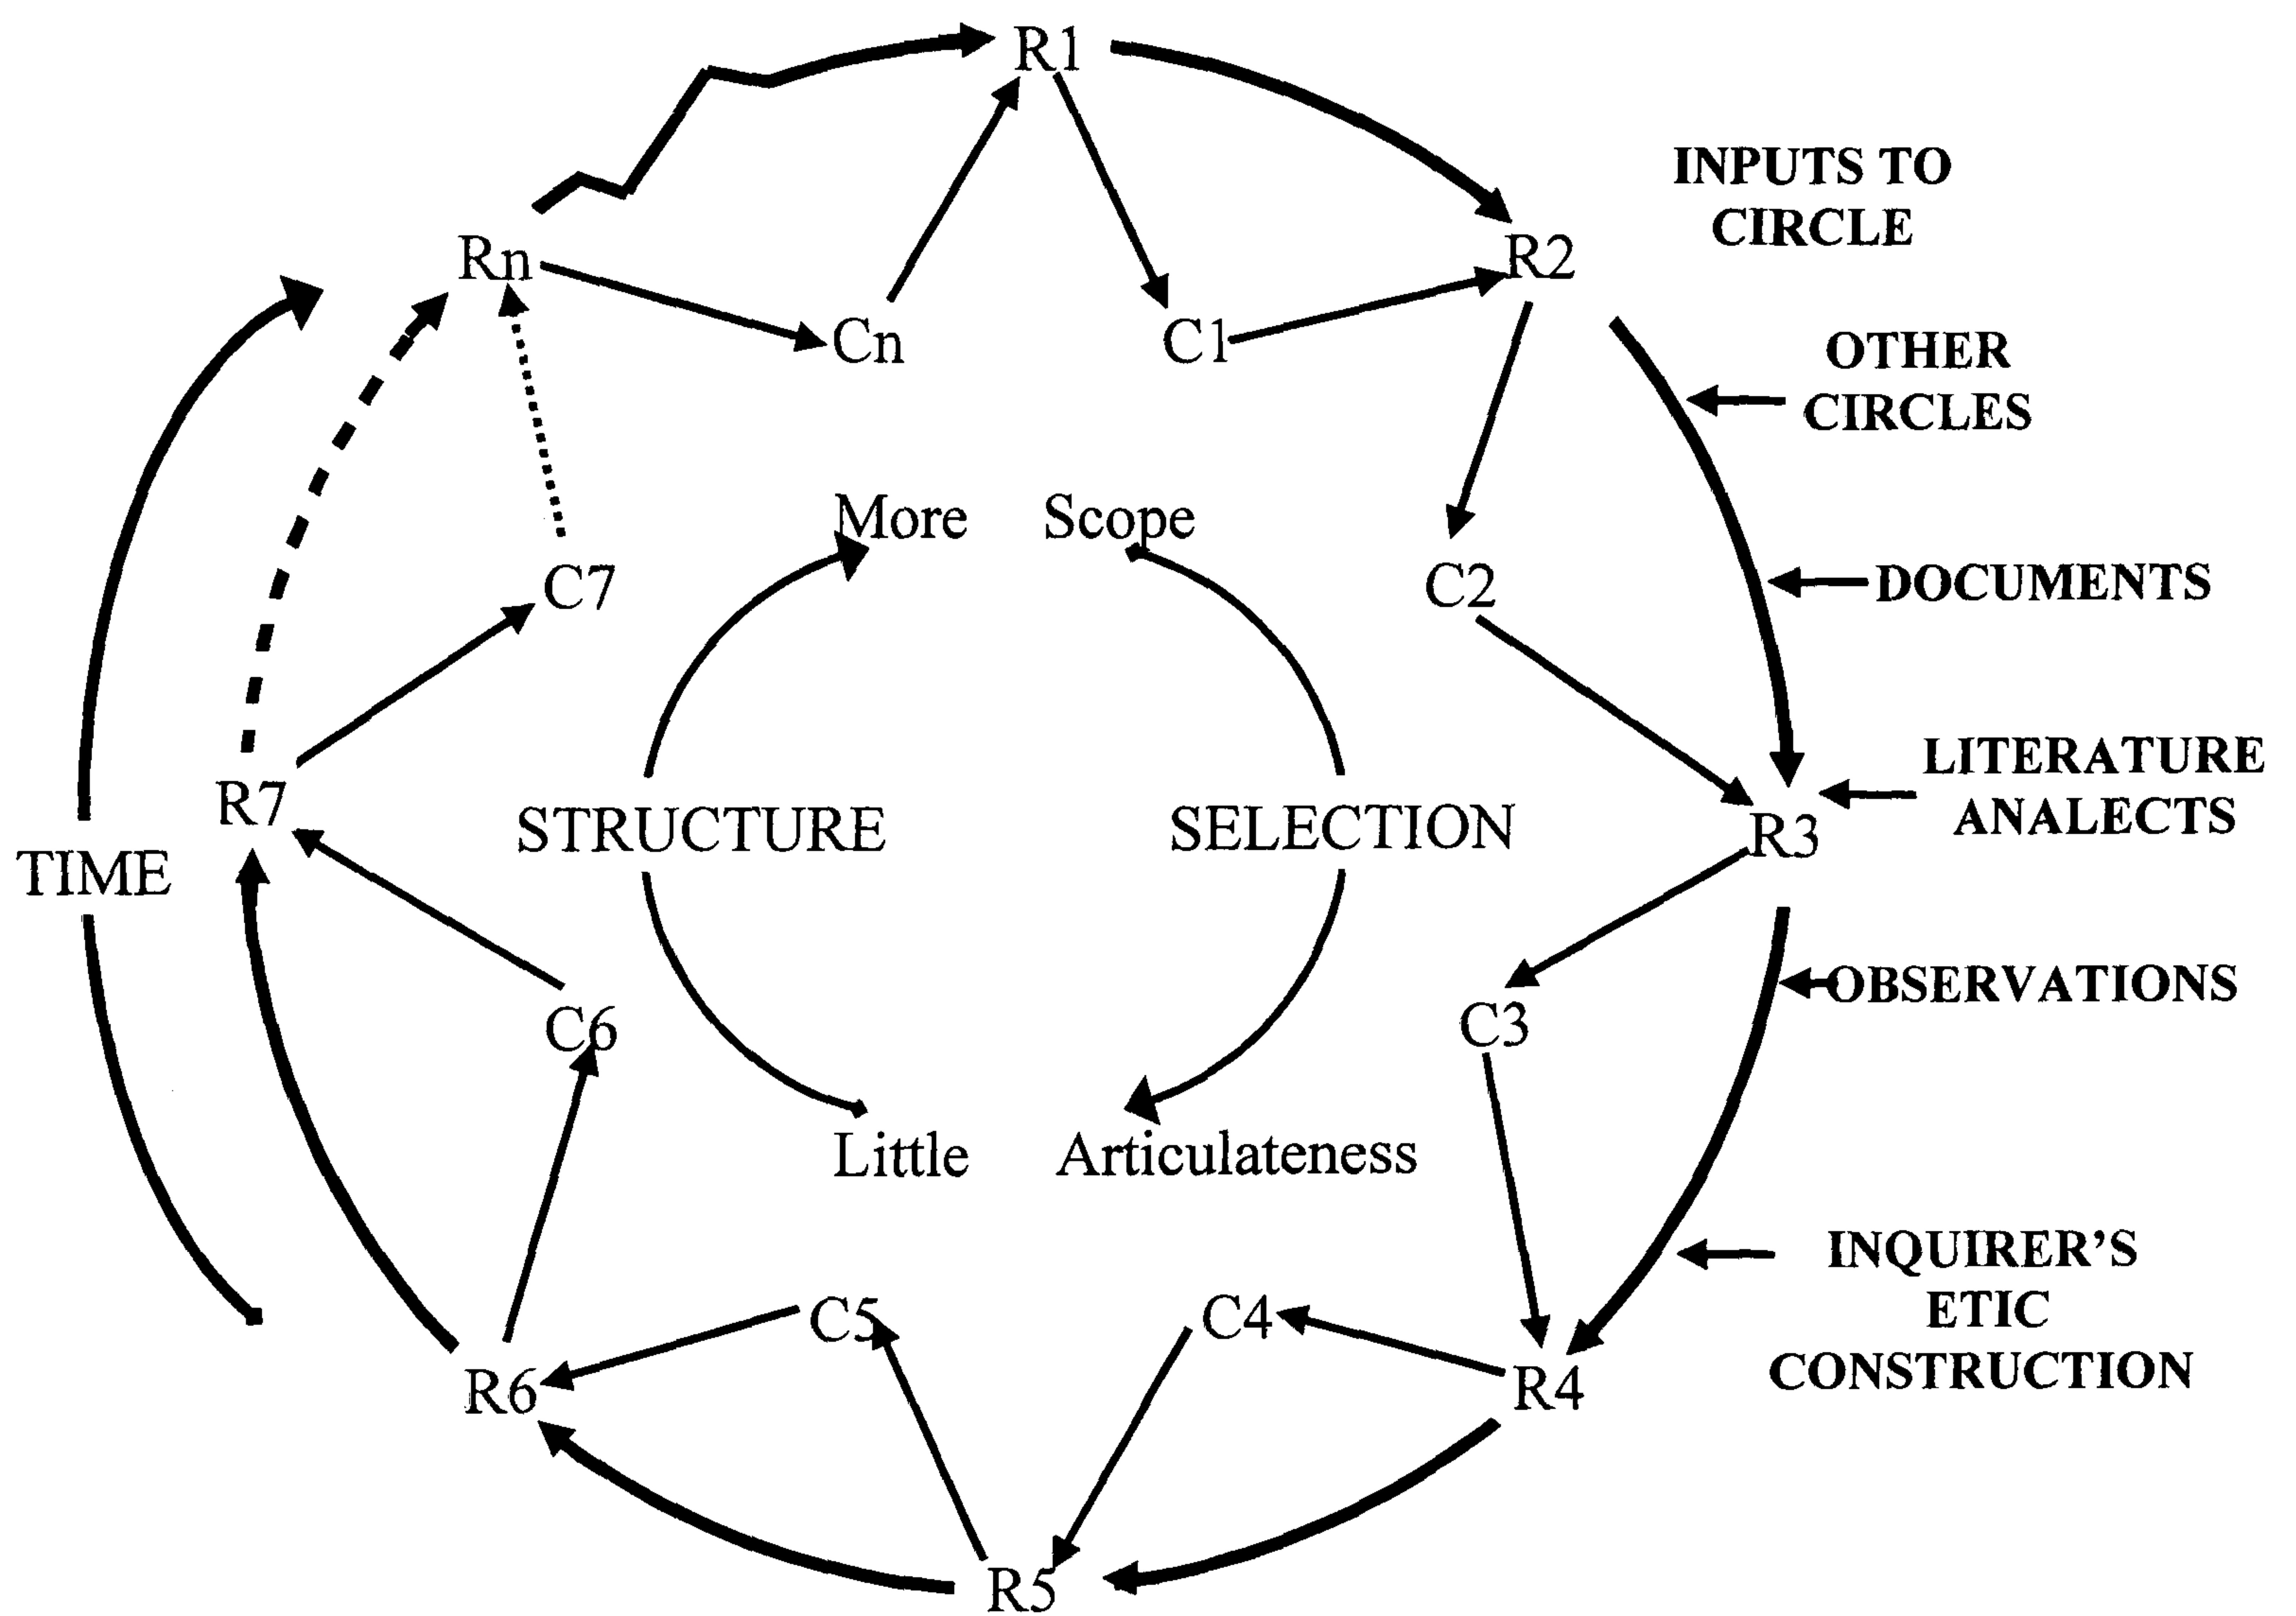 R1
INPUTS TO
CIRCLE
Rn
R2
Cn
C1
OTHER
CIRCLES
More
Scope
C7
C2
DOCUMENTS
R7
STRUCTURE
SELECTION
R3
LITERATURE
ANALECTS
TIME
C6
C3
OBSERVATIONS
Little
Articulateness
INQUIRER'S
ETIC
CONSTRUCTION
C5
C4
R6
R4
R5